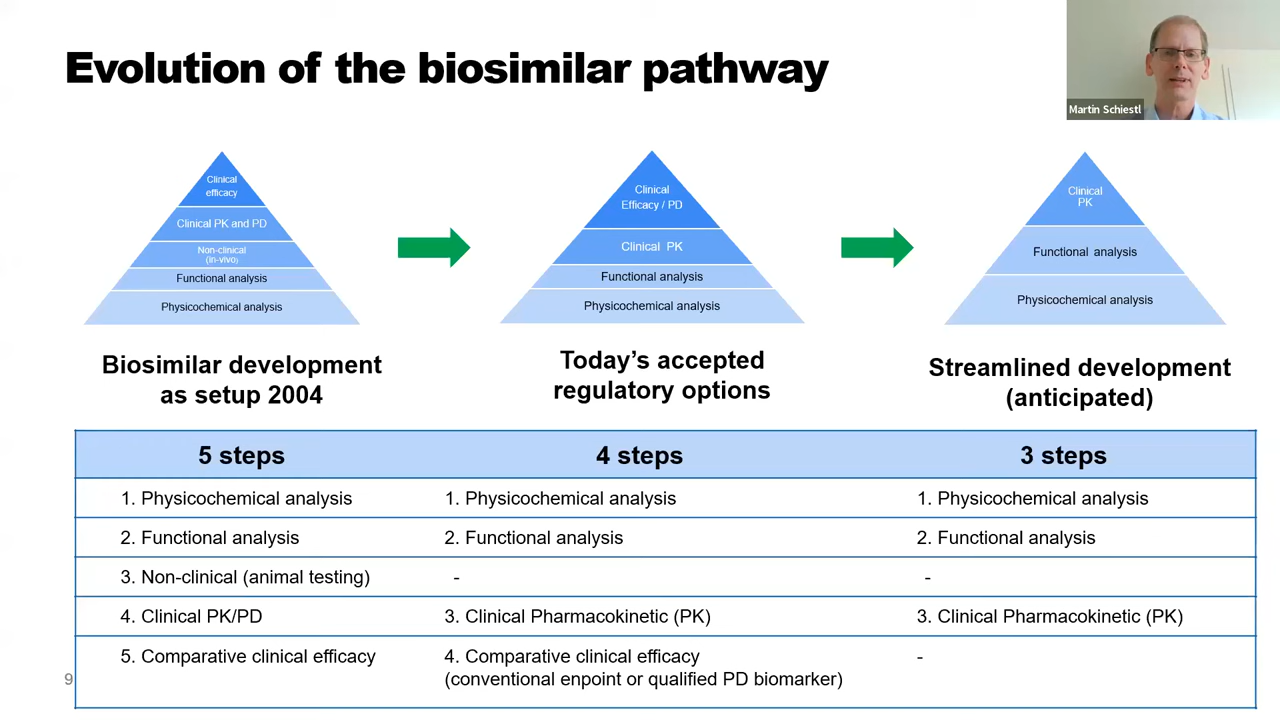 Evolution of the biosimilar pathway
Martin Schiestl
Clinical
efficacy
Clinical PK and PD
Non-clinical
(in-vivo)
Functional analysis
Physicochemical analysis
Clinical
Efficacy / PD
Clinical PK
Functional analysis
Physicochemical analysis
Clinical
PK
Functional analysis
Physicochemical analysis
Biosimilar development
as setup 2004
Today's accepted
regulatory options
Streamlined development
(anticipated)
5 steps 4 steps 3 steps
1. Physicochemical analysis 1. Physicochemical analysis 1. Physicochemical analysis
2. Functional analysis 2. Functional analysis 2. Functional analysis
3. Non-clinical (animal testing) - -
4. Clinical PK/PD 3. Clinical Pharmacokinetic (PK) 3. Clinical Pharmacokinetic (PK)
5. Comparative clinical efficacy 4. Comparative clinical efficacy -
(conventional enpoint or qualified PD biomarker)
9